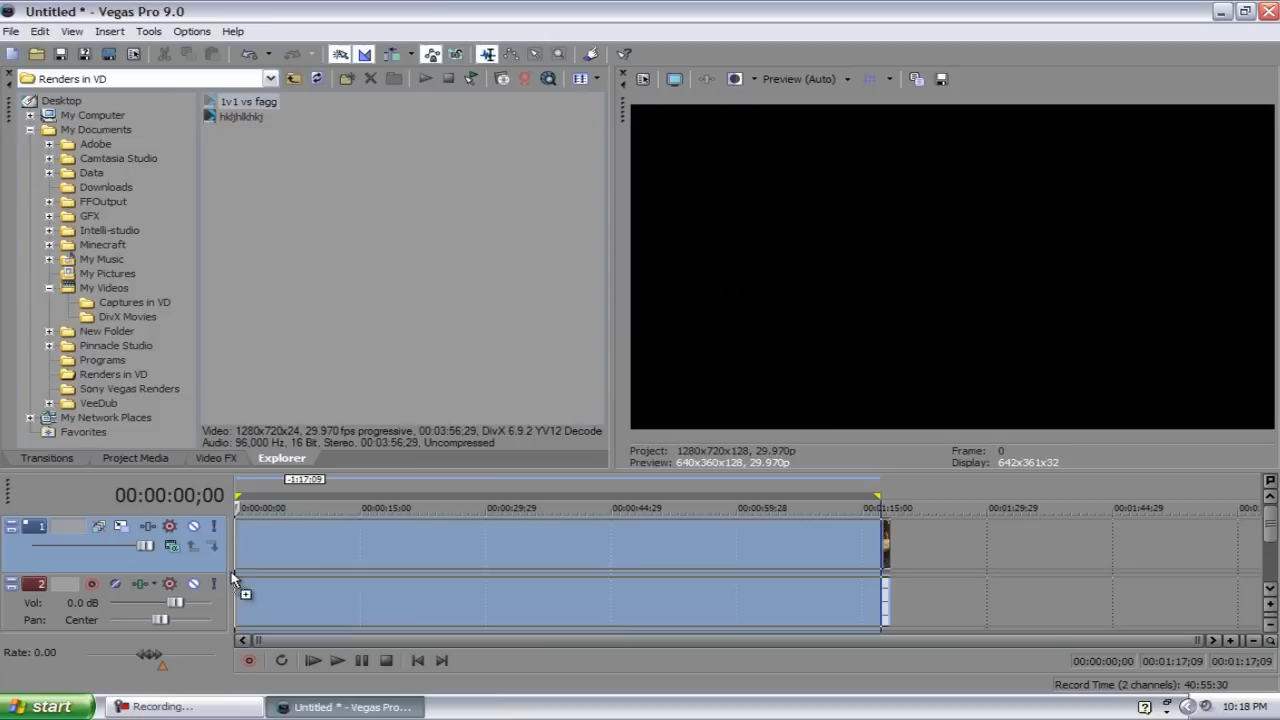 Untitled * - Vegas Pro 9.0
File Edit View Insert Tools Options Help
Renders in VD
Preview (Auto)
Desktop
My Computer
My Documents
Adobe
Camtasia Studio
Data
Downloads
FFOutput
GFX
Intelli-studio
Minecraft
My Music
My Pictures
My Videos
Captures in VD
DivX Movies
New Folder
Pinnacle Studio
Programs
Renders in VD
Sony Vegas Renders
VeeDub
My Network Places
Favorites
1v1 vs fagg
hkljhlkhkj
Video: 1280x720x24, 29.970 fps progressive, 00:03:56;29, DivX 6.9.2 YV12 Decode
Audio: 96,000 Hz, 16 Bit, Stereo, 00:03:56;29, Uncompressed
Transitions Project Media Video FX Explorer
Project: 1280x720x128, 29.970p
Preview: 640x360x128, 29.970p
Frame: 0
Display: 642x361x32
-1:17;09
00:00:00;00
0:00:00;00 00:00:15;00 00:00:29;29 00:00:44;29 00:00:59;28 00:01:15;00 00:01:29;29 00:01:44;29 00:01:59
1
2
Vol: 0.0 dB
Pan: Center
Rate: 0.00
00:00:00;00 00:01:17;09 00:01:17;09
Record Time (2 channels): 40:55:30
start Recording... Untitled * - Vegas Pro... 10:18 PM